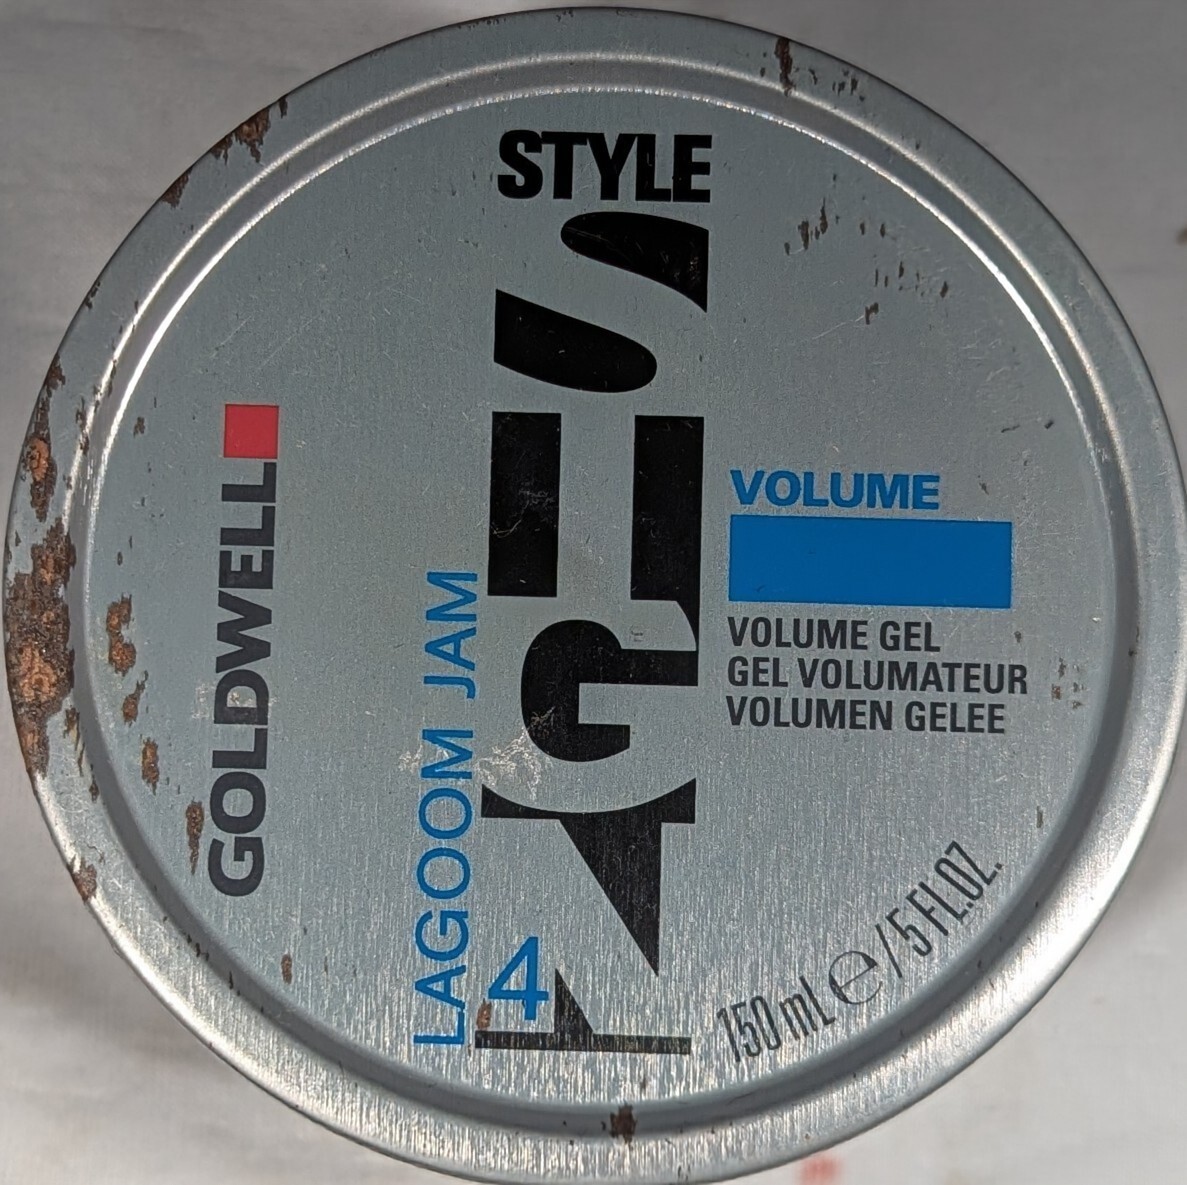 STYLE
SIGN
GOLDWELL
LAGOOM JAM
4
VOLUME
VOLUME GEL
GEL VOLUMATEUR
VOLUMEN GELEE
150 mL e / 5 FL.OZ.